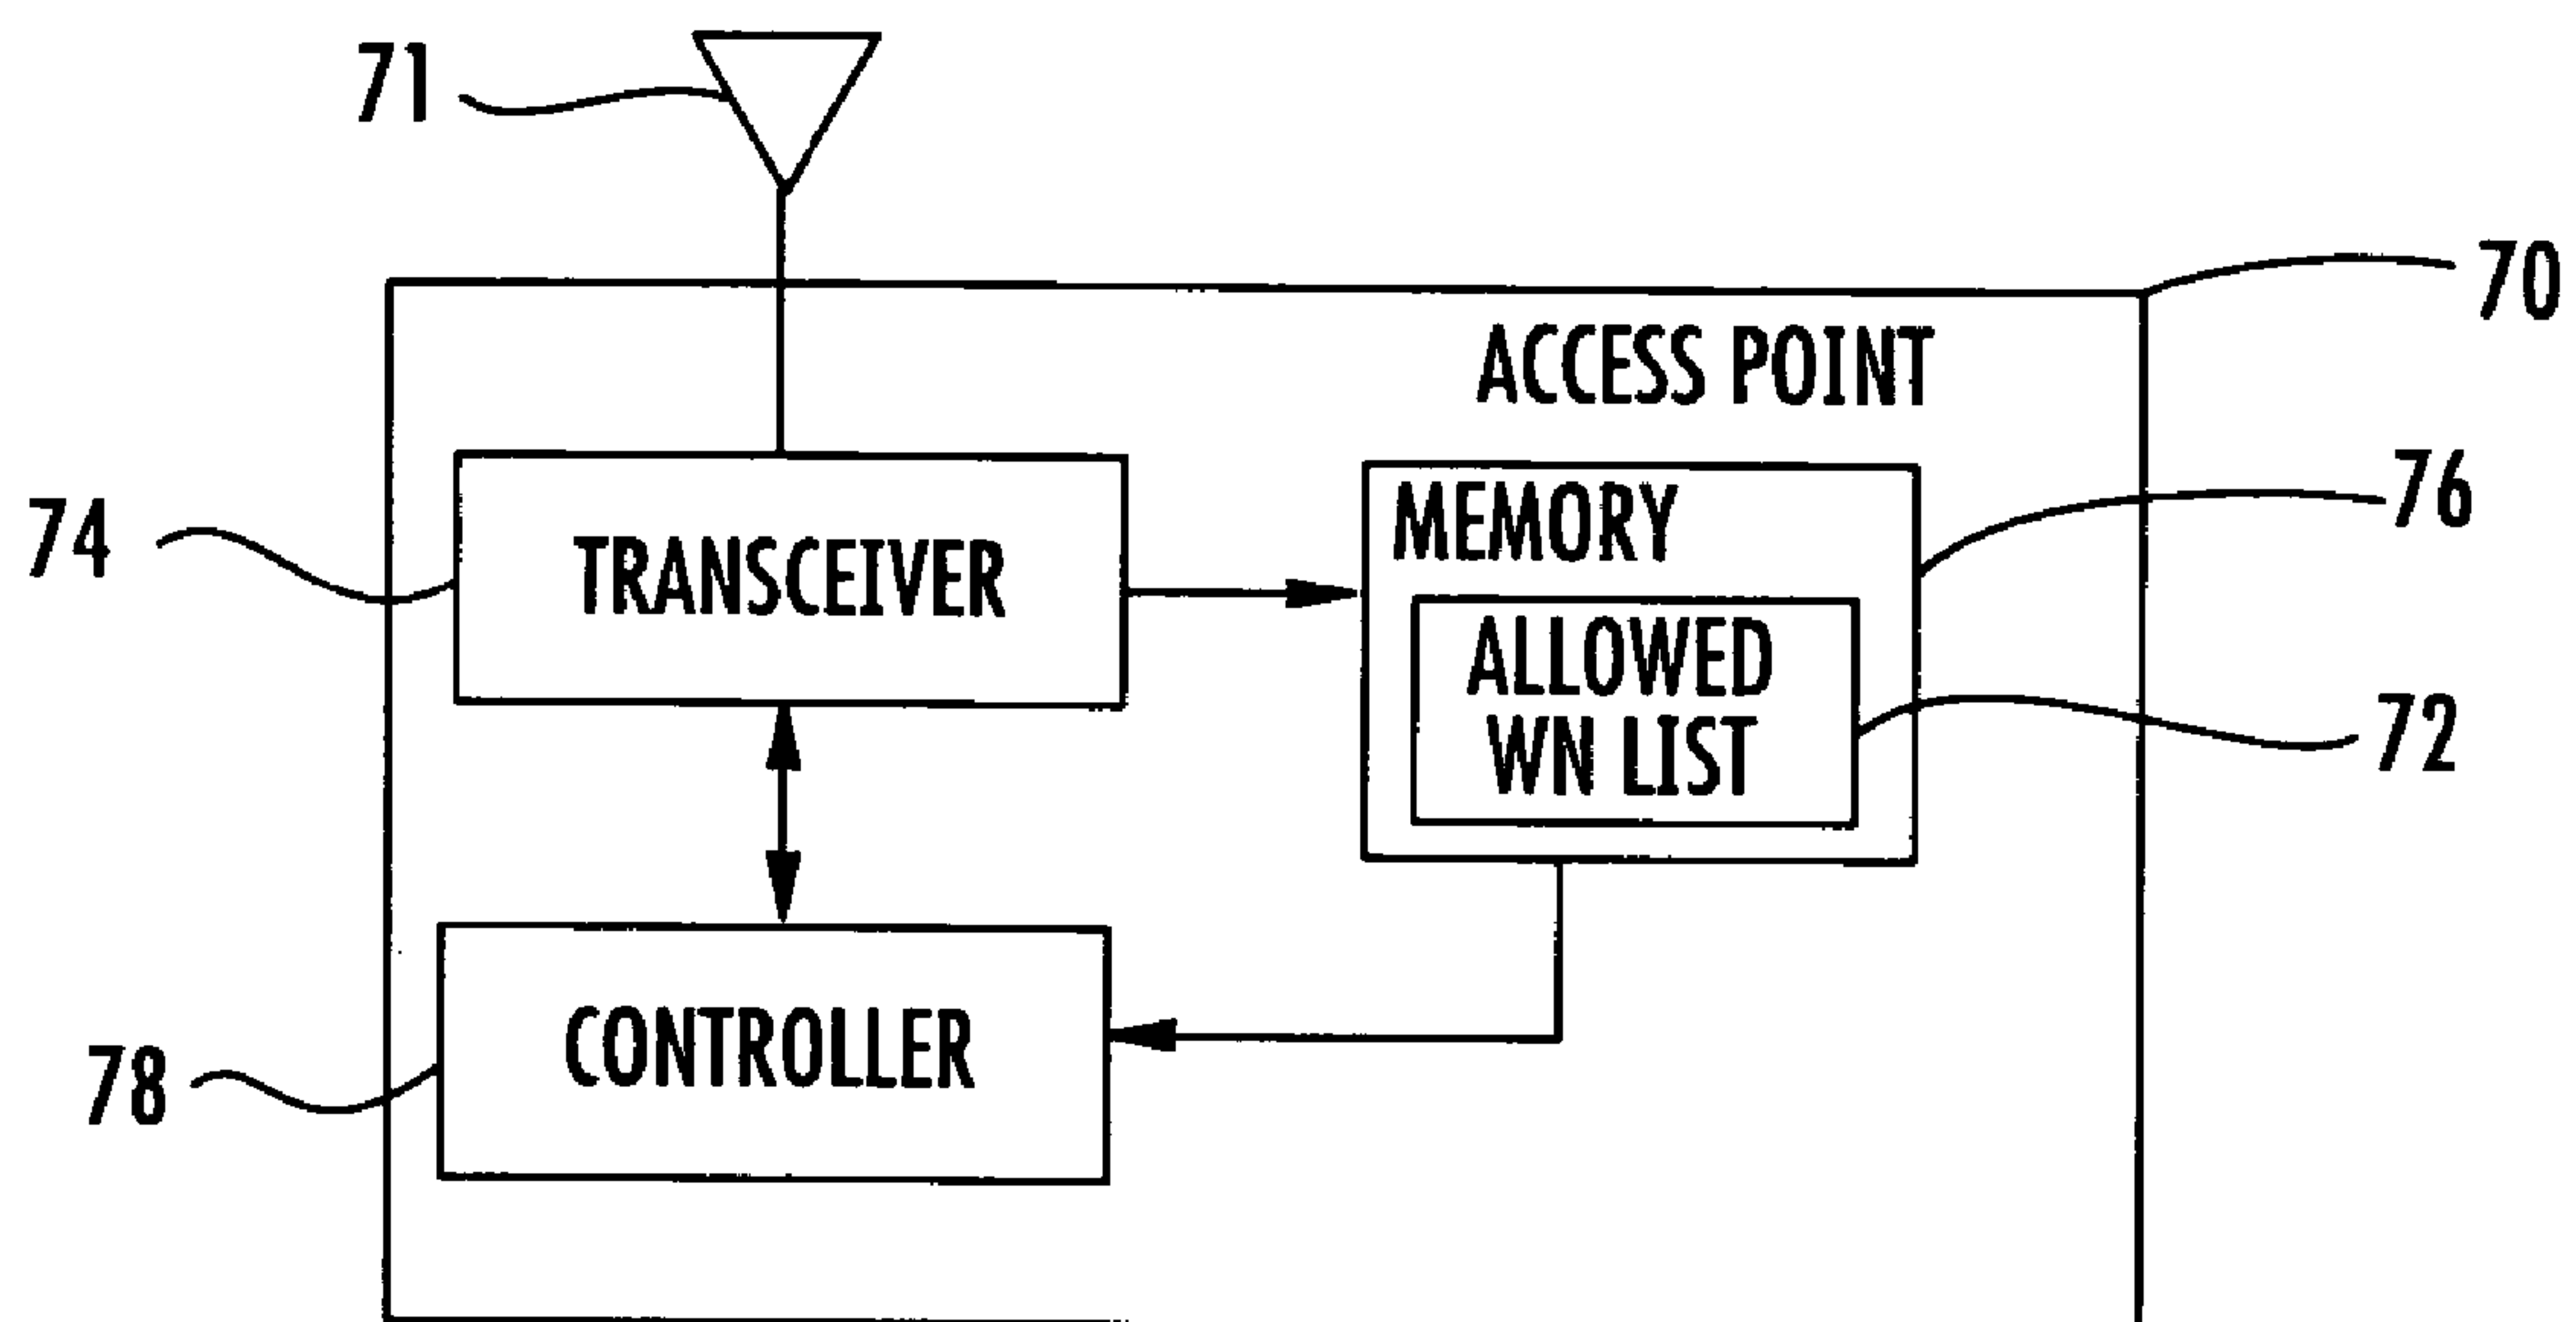 71
70
ACCESS POINT
76
MEMORY
74
TRANSCEIVER
ALLOWED
WN LIST
72
CONTROLLER
78